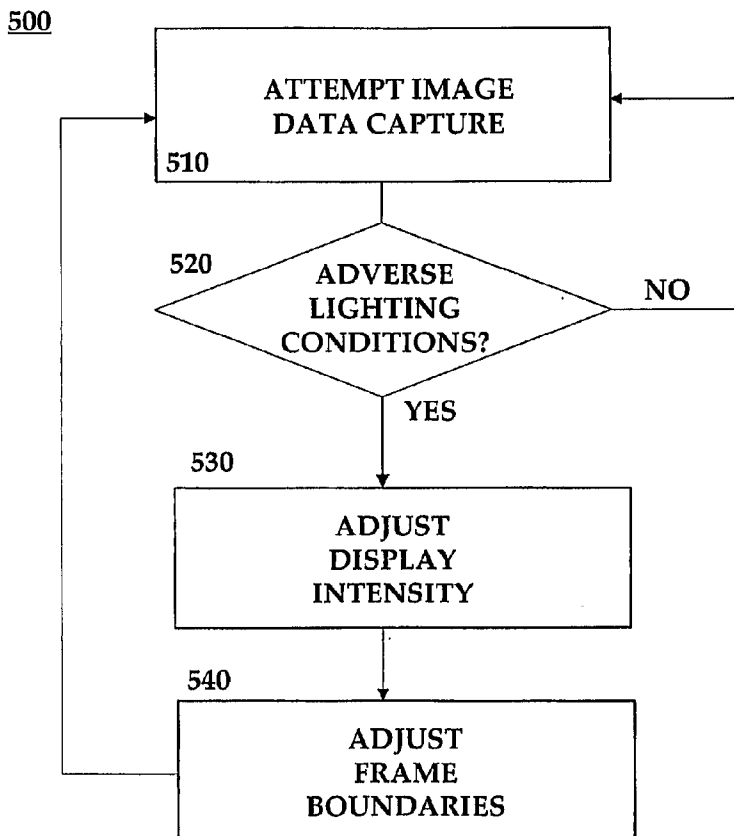 500
ATTEMPT IMAGE
DATA CAPTURE
510
520
ADVERSE
LIGHTING
CONDITIONS?
NO
YES
530
ADJUST
DISPLAY
INTENSITY
540
ADJUST
FRAME
BOUNDARIES